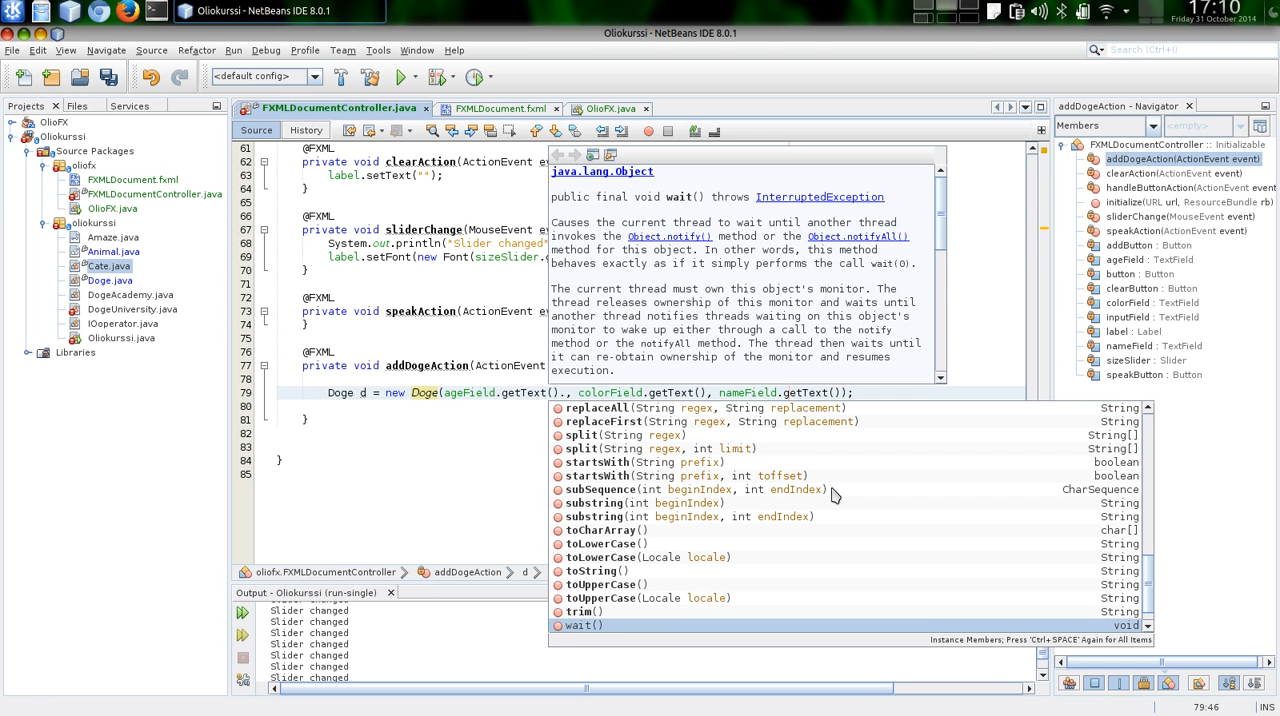 Oliokurssi - NetBeans IDE 8.0.1
17:10
Friday 31 October 2014
Oliokurssi - NetBeans IDE 8.0.1
File Edit View Navigate Source Refactor Run Debug Profile Team Tools Window Help
Search (Ctrl+I)
<default config>
Projects × Files Services
FXMLDocumentController.java × FXMLDocument.fxml × OlioFX.java ×
addDogeAction - Navigator ×
Source History
Members <empty>
OlioFX
Oliokurssi
Source Packages
oliofx
FXMLDocument.fxml
FXMLDocumentController.java
OlioFX.java
oliokurssi
Amaze.java
Animal.java
Cate.java
Doge.java
DogeAcademy.java
DogeUniversity.java
IOoperator.java
Oliokurssi.java
Libraries
61 @FXML
62 private void clearAction(ActionEvent e
63 label.setText("");
64 }
65
66 @FXML
67 private void sliderChange(MouseEvent e
68 System.out.println("Slider changed"
69 label.setFont(new Font(sizeSlider.
70 }
71
72 @FXML
73 private void speakAction(ActionEvent e
74 }
75
76 @FXML
77 private void addDogeAction(ActionEvent
78
79 Doge d = new Doge(ageField.getText()., colorField.getText(), nameField.getText());
80
81 }
82
83
84 }
85
java.lang.Object
public final void wait() throws InterruptedException
Causes the current thread to wait until another thread
invokes the Object.notify() method or the Object.notifyAll()
method for this object. In other words, this method
behaves exactly as if it simply performs the call wait(0).
The current thread must own this object's monitor. The
thread releases ownership of this monitor and waits until
another thread notifies threads waiting on this object's
monitor to wake up either through a call to the notify
method or the notifyAll method. The thread then waits until
it can re-obtain ownership of the monitor and resumes
execution.
replaceAll(String regex, String replacement) String
replaceFirst(String regex, String replacement) String
split(String regex) String[]
split(String regex, int limit) String[]
startsWith(String prefix) boolean
startsWith(String prefix, int toffset) boolean
subSequence(int beginIndex, int endIndex) CharSequence
substring(int beginIndex) String
substring(int beginIndex, int endIndex) String
toCharArray() char[]
toLowerCase() String
toLowerCase(Locale locale) String
toString() String
toUpperCase() String
toUpperCase(Locale locale) String
trim() String
wait() void
Instance Members; Press 'Ctrl+SPACE' Again for All Items
oliofx.FXMLDocumentController addDogeAction d
Output - Oliokurssi (run-single) ×
Slider changed
Slider changed
Slider changed
Slider changed
Slider changed
Slider changed
FXMLDocumentController :: Initializable
addDogeAction(ActionEvent event)
clearAction(ActionEvent event)
handleButtonAction(ActionEvent
initialize(URL url, ResourceBundle rb)
sliderChange(MouseEvent event)
speakAction(ActionEvent event)
addButton : Button
ageField : TextField
button : Button
clearButton : Button
colorField : TextField
inputField : TextField
label : Label
nameField : TextField
sizeSlider : Slider
speakButton : Button
79:46 INS